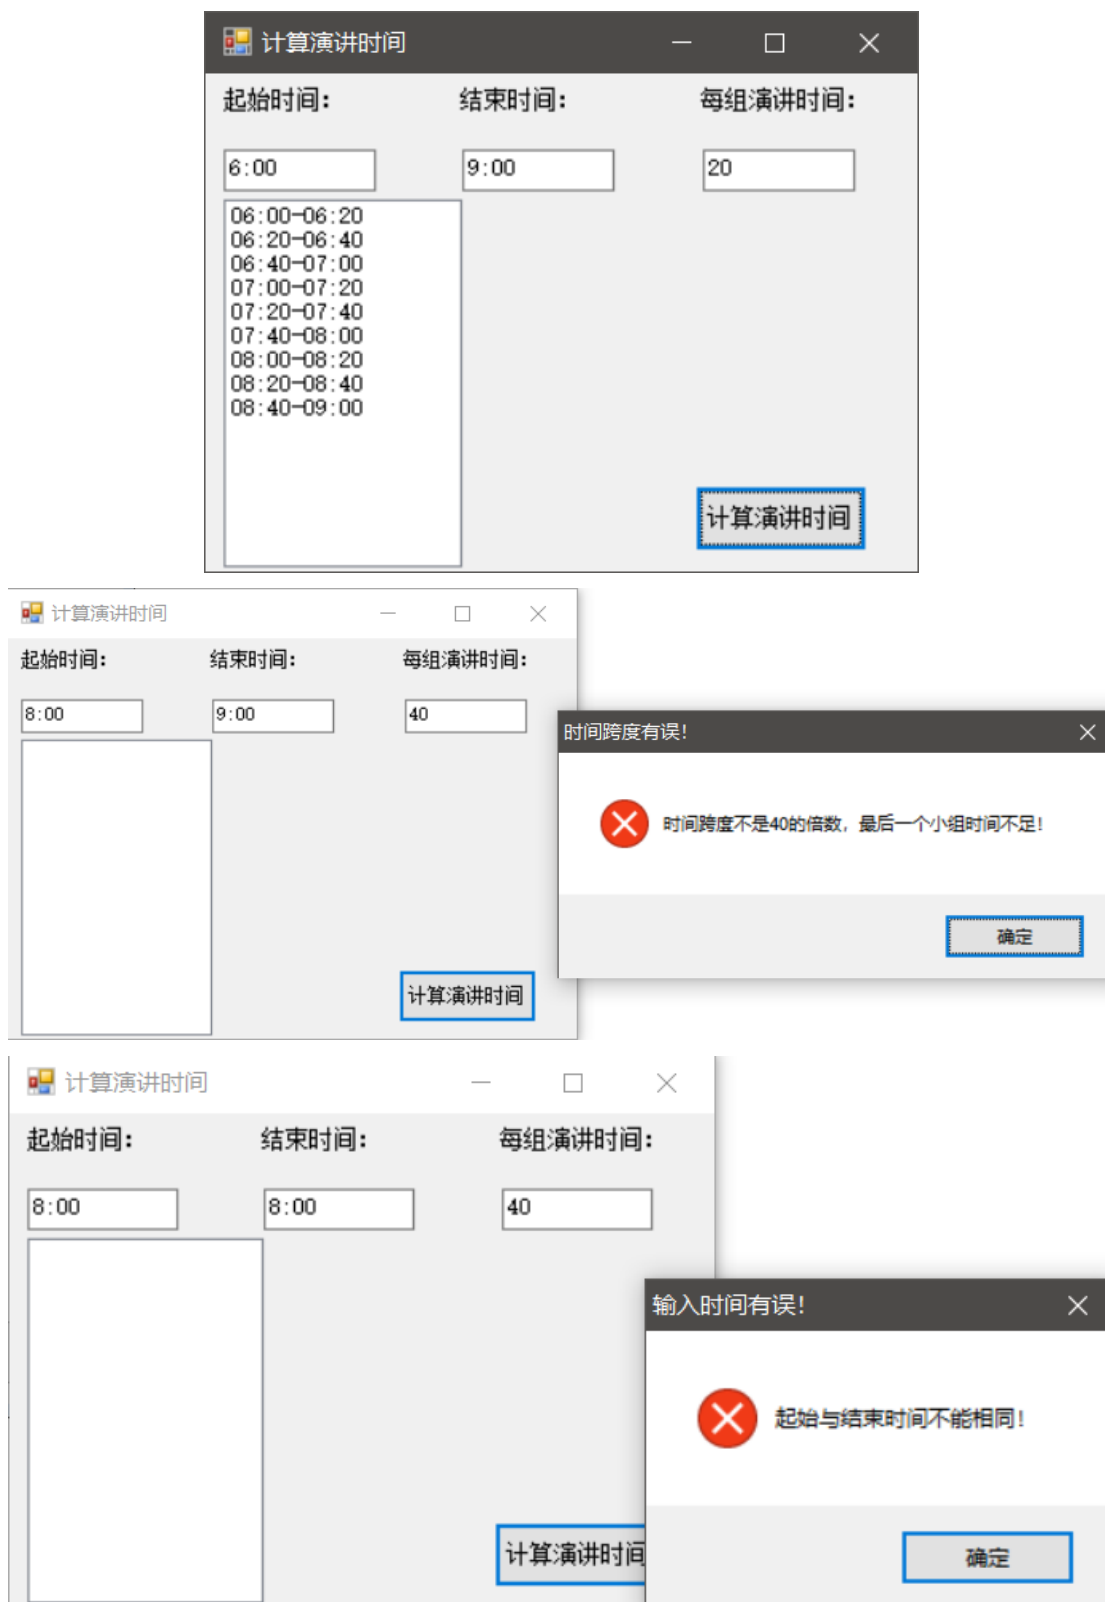 计算演讲时间
起始时间: 结束时间: 每组演讲时间:
6:00 9:00 20
06:00-06:20
06:20-06:40
06:40-07:00
07:00-07:20
07:20-07:40
07:40-08:00
08:00-08:20
08:20-08:40
08:40-09:00
计算演讲时间
计算演讲时间
起始时间: 结束时间: 每组演讲时间:
8:00 9:00 40
时间跨度有误!
时间跨度不是40的倍数，最后一个小组时间不足!
确定
计算演讲时间
计算演讲时间
起始时间: 结束时间: 每组演讲时间:
8:00 8:00 40
输入时间有误!
起始与结束时间不能相同!
计算演讲时间
确定